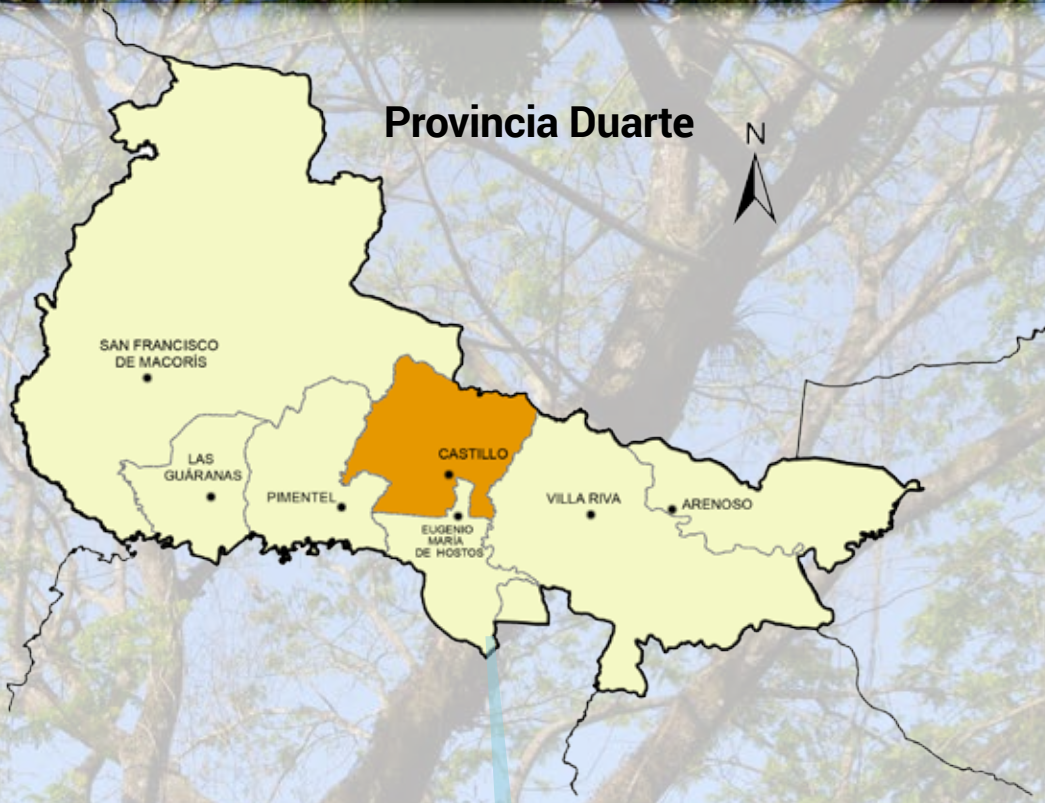 Provincia Duarte
N
SAN FRANCISCO
DE MACORÍS
LAS
GUÁRANAS
PIMENTEL
CASTILLO
EUGENIO
MARÍA
DE HOSTOS
VILLA RIVA
ARENOSO